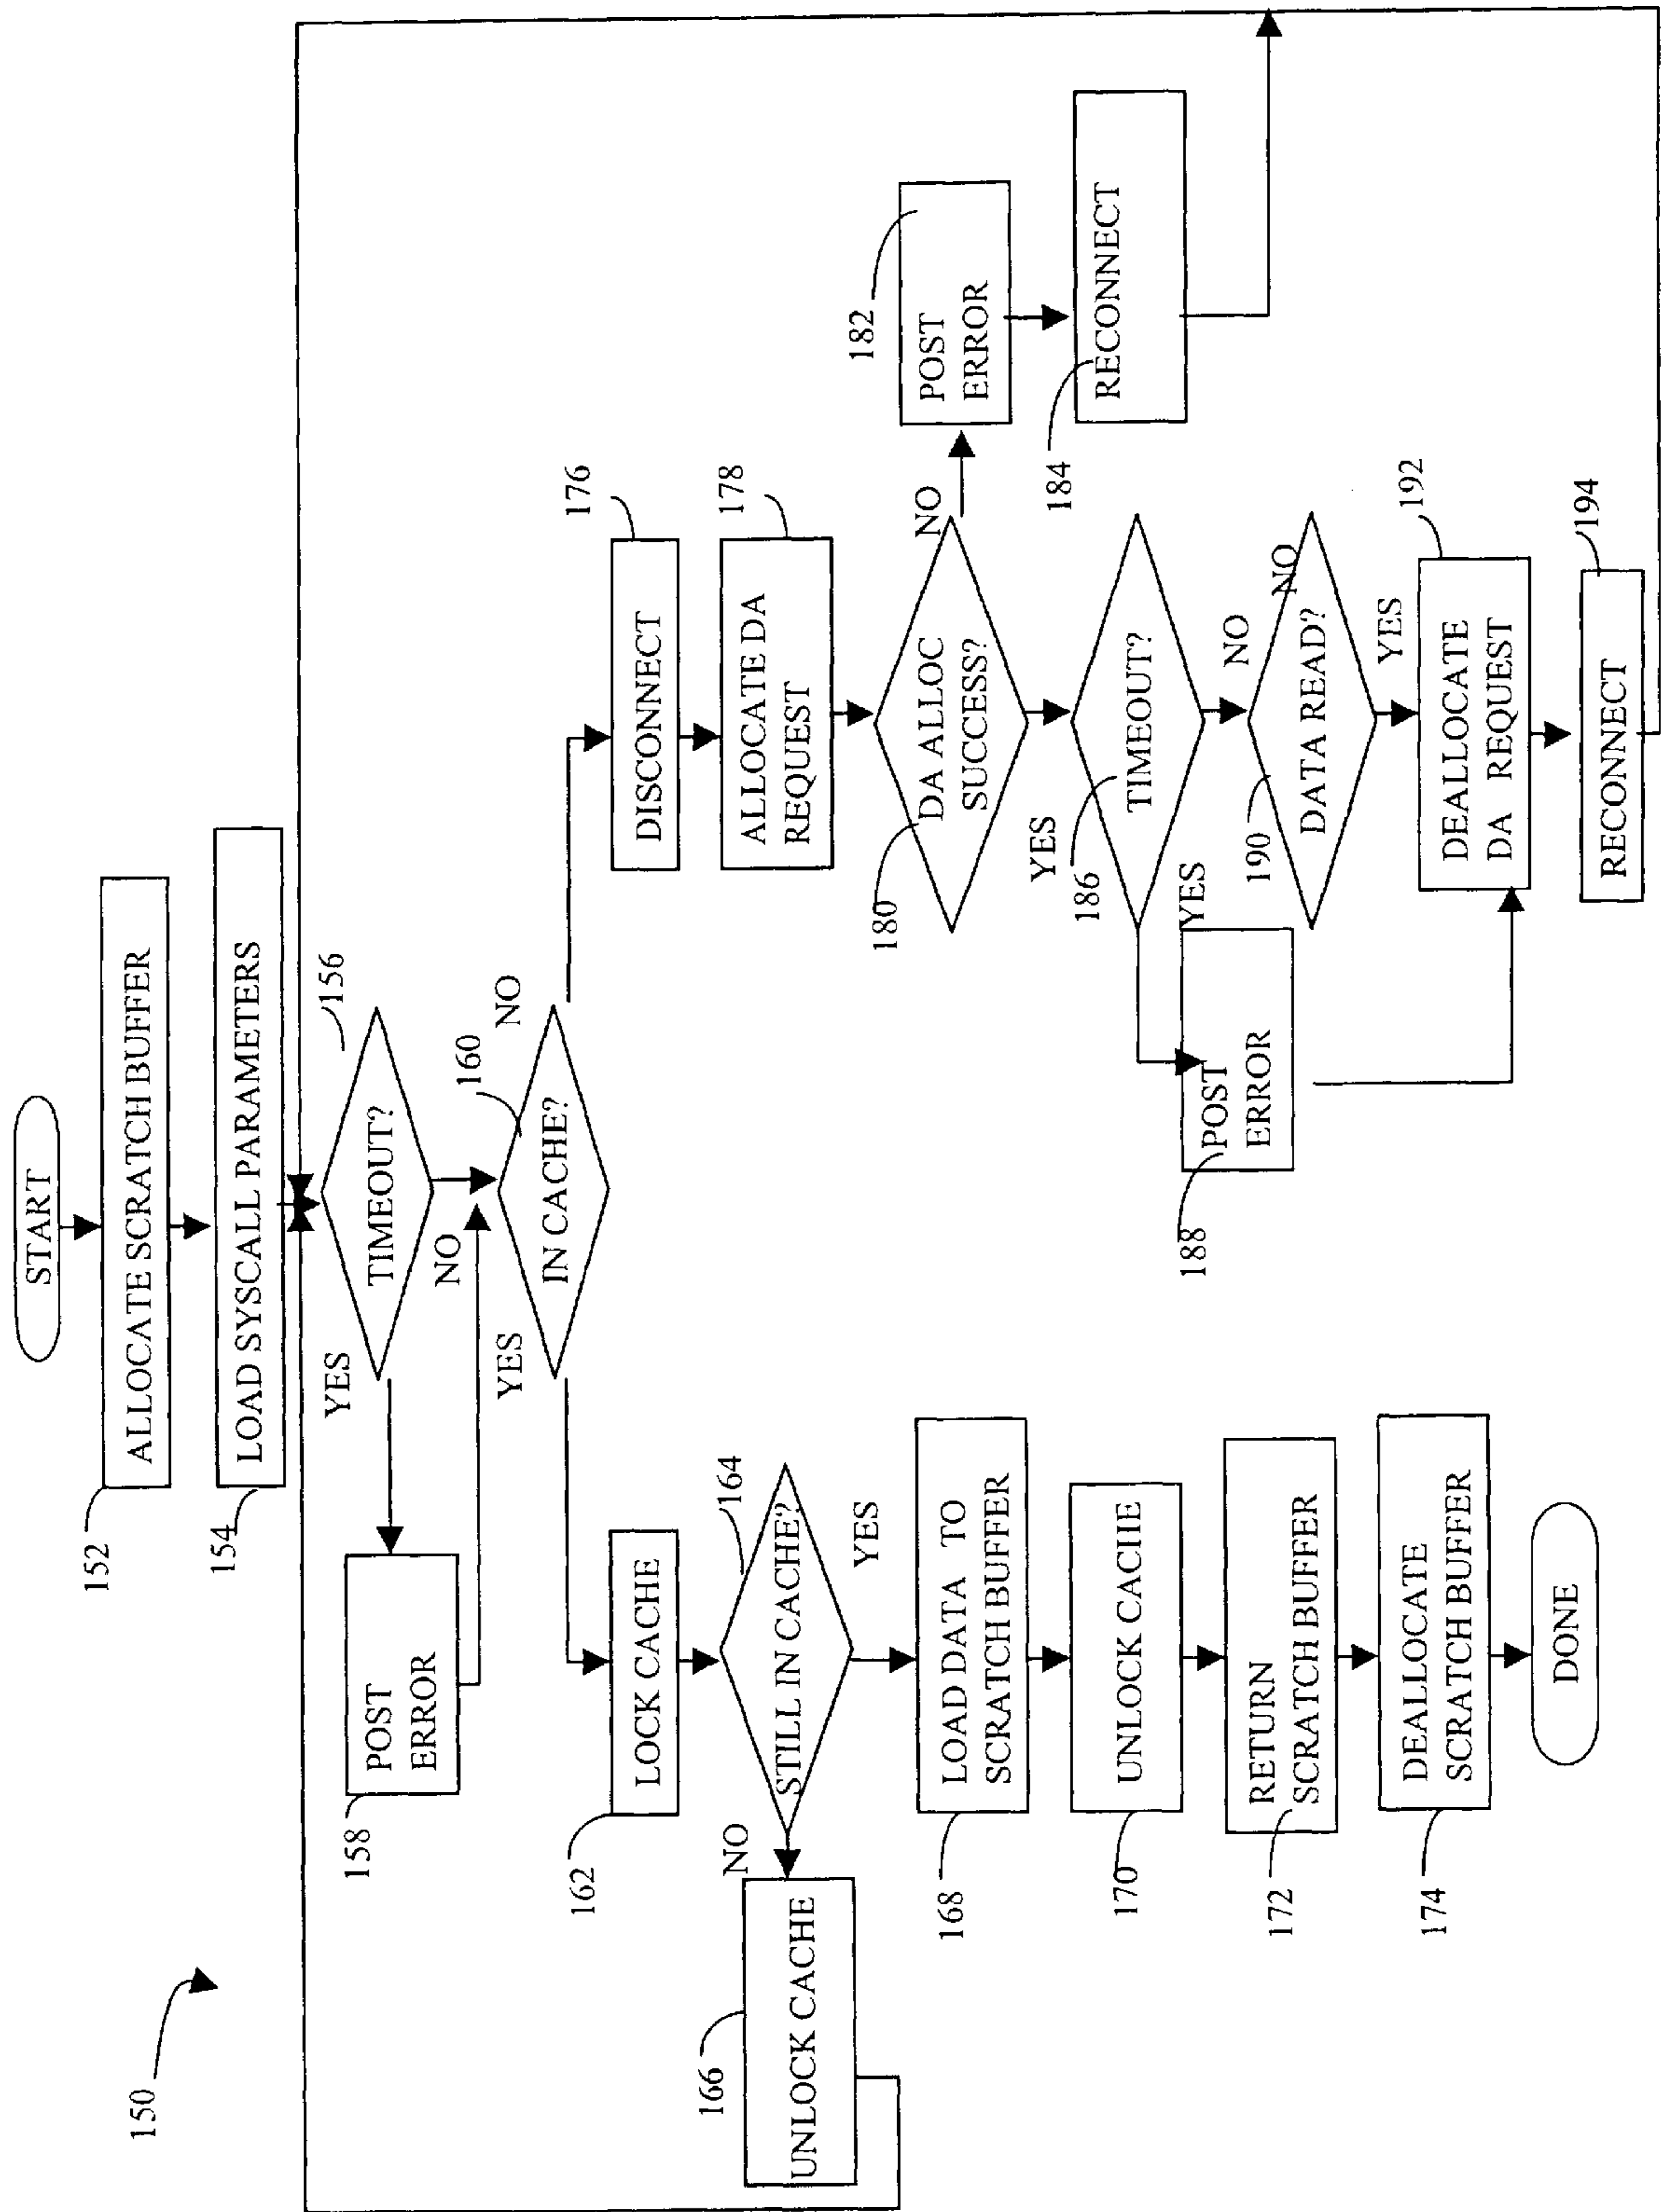 START
152
ALLOCATE SCRATCH BUFFER
154
LOAD SYSCALL PARAMETERS
150
156
TIMEOUT?
YES
NO
158
POST
ERROR
160
IN CACHE?
YES
NO
162
LOCK CACHE
164
STILL IN CACHE?
NO
YES
166
UNLOCK CACHE
168
LOAD DATA TO
SCRATCH BUFFER
170
UNLOCK CACHE
172
RETURN
SCRATCH BUFFER
174
DEALLOCATE
SCRATCH BUFFER
DONE
176
DISCONNECT
178
ALLOCATE DA
REQUEST
180
DA ALLOC
SUCCESS?
NO
YES
182
POST
ERROR
184
RECONNECT
186
TIMEOUT?
YES
NO
188
POST
ERROR
190
DATA READ?
NO
YES
192
DEALLOCATE
DA REQUEST
194
RECONNECT